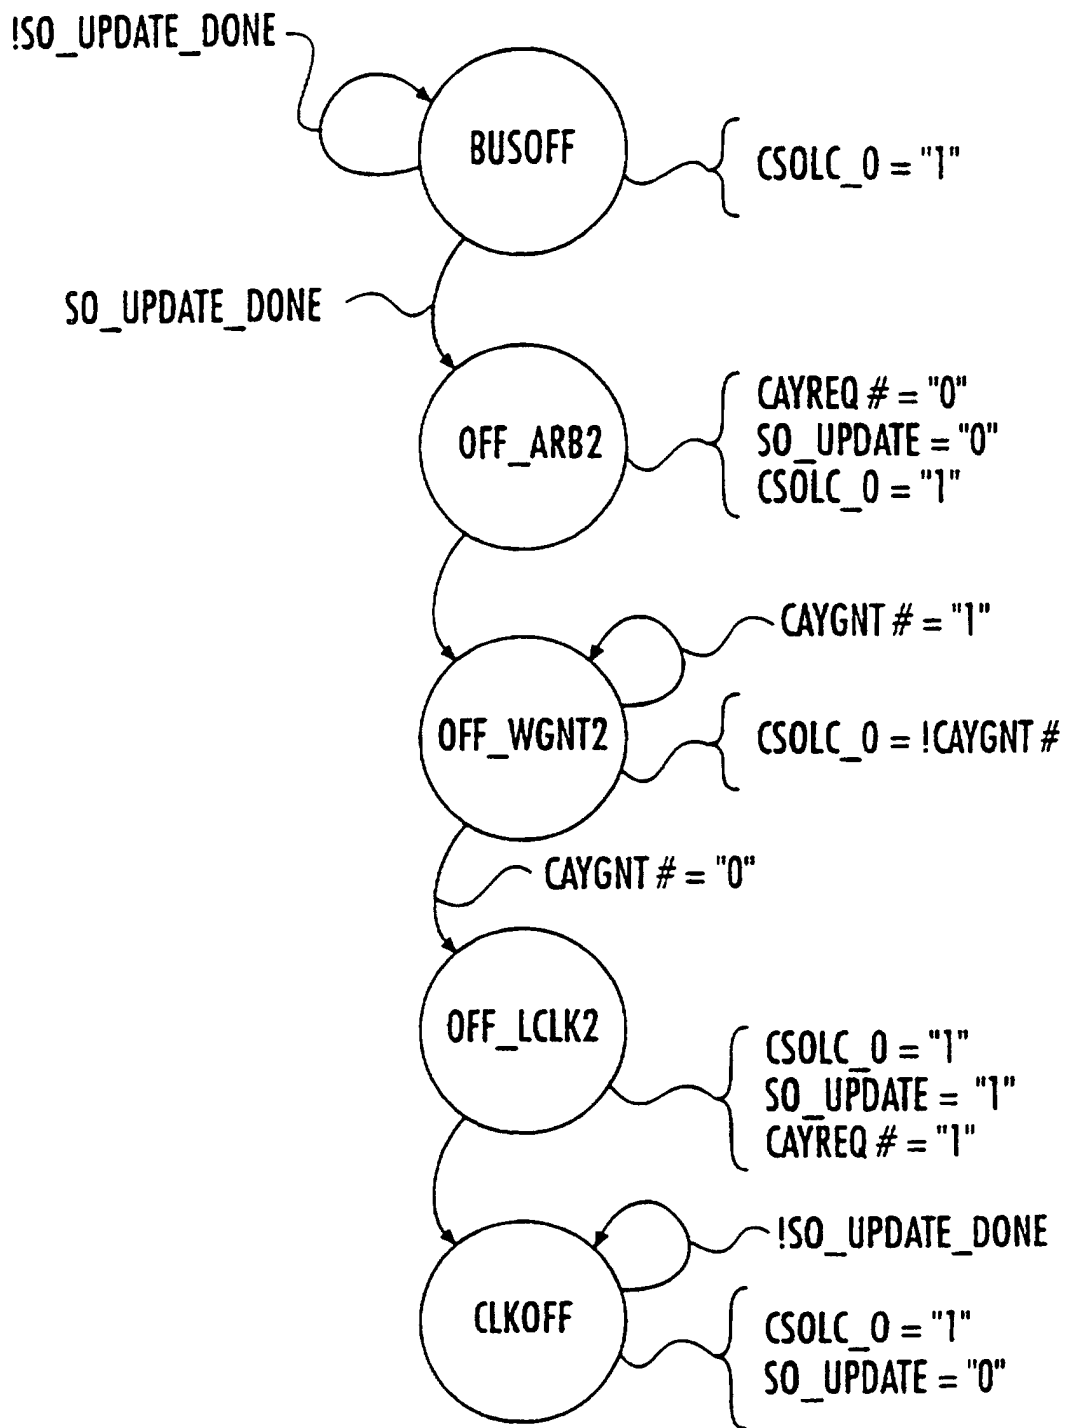 !SO_UPDATE_DONE
BUSOFF
CSOLC_0 = "1"
SO_UPDATE_DONE
OFF_ARB2
CAYREQ # = "0"
SO_UPDATE = "0"
CSOLC_0 = "1"
CAYGNT # = "1"
OFF_WGNT2
CSOLC_0 = !CAYGNT #
CAYGNT # = "0"
OFF_LCLK2
CSOLC_0 = "1"
SO_UPDATE = "1"
CAYREQ # = "1"
!SO_UPDATE_DONE
CLKOFF
CSOLC_0 = "1"
SO_UPDATE = "0"